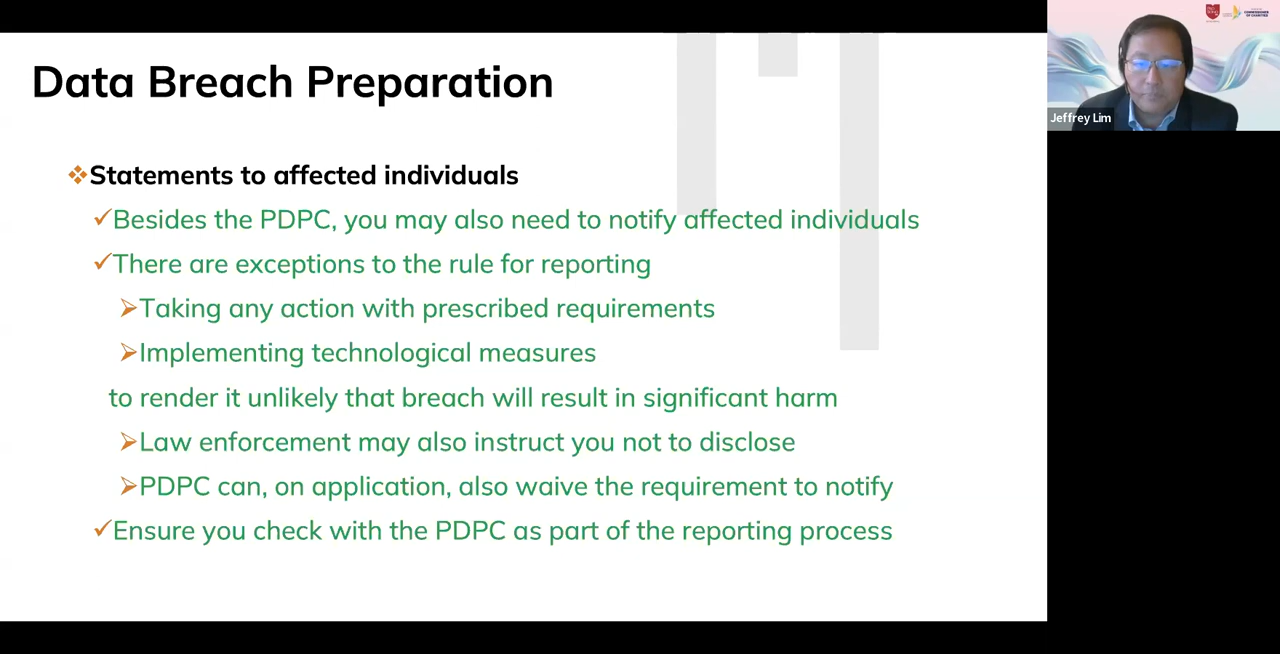 Data Breach Preparation
❖Statements to affected individuals
✓Besides the PDPC, you may also need to notify affected individuals
✓There are exceptions to the rule for reporting
➢Taking any action with prescribed requirements
➢Implementing technological measures
to render it unlikely that breach will result in significant harm
➢Law enforcement may also instruct you not to disclose
➢PDPC can, on application, also waive the requirement to notify
✓Ensure you check with the PDPC as part of the reporting process
Jeffrey Lim
COMMISSIONER
OF CHARITIES